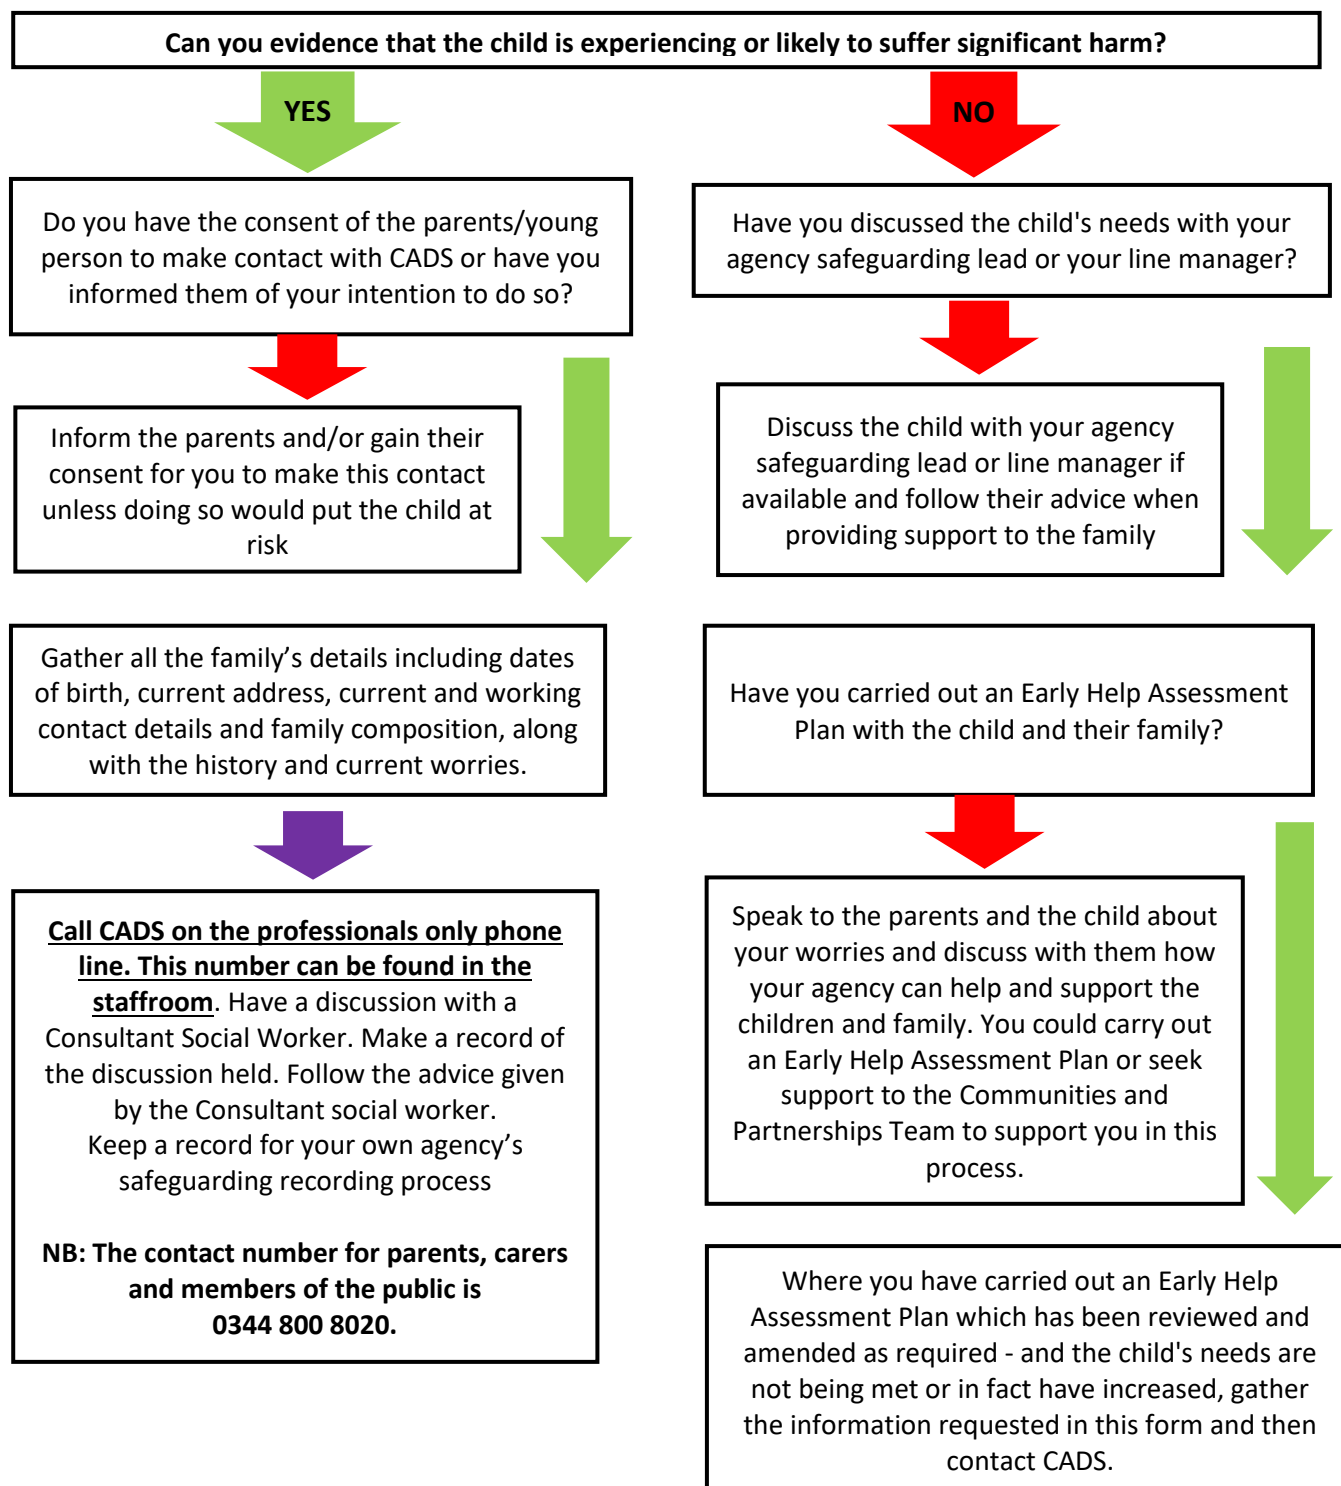 Can you evidence that the child is experiencing or likely to suffer significant harm?
YES
NO
Do you have the consent of the parents/young
person to make contact with CADS or have you
informed them of your intention to do so?
Have you discussed the child's needs with your
agency safeguarding lead or your line manager?
Inform the parents and/or gain their
consent for you to make this contact
unless doing so would put the child at
risk
Discuss the child with your agency
safeguarding lead or line manager if
available and follow their advice when
providing support to the family
Gather all the family’s details including dates
of birth, current address, current and working
contact details and family composition, along
with the history and current worries.
Have you carried out an Early Help Assessment
Plan with the child and their family?
Call CADS on the professionals only phone
line. This number can be found in the
staffroom. Have a discussion with a
Consultant Social Worker. Make a record of
the discussion held. Follow the advice given
by the Consultant social worker.
Keep a record for your own agency’s
safeguarding recording process
NB: The contact number for parents, carers
and members of the public is
0344 800 8020.
Speak to the parents and the child about
your worries and discuss with them how
your agency can help and support the
children and family. You could carry out
an Early Help Assessment Plan or seek
support to the Communities and
Partnerships Team to support you in this
process.
Where you have carried out an Early Help
Assessment Plan which has been reviewed and
amended as required - and the child's needs are
not being met or in fact have increased, gather
the information requested in this form and then
contact CADS.